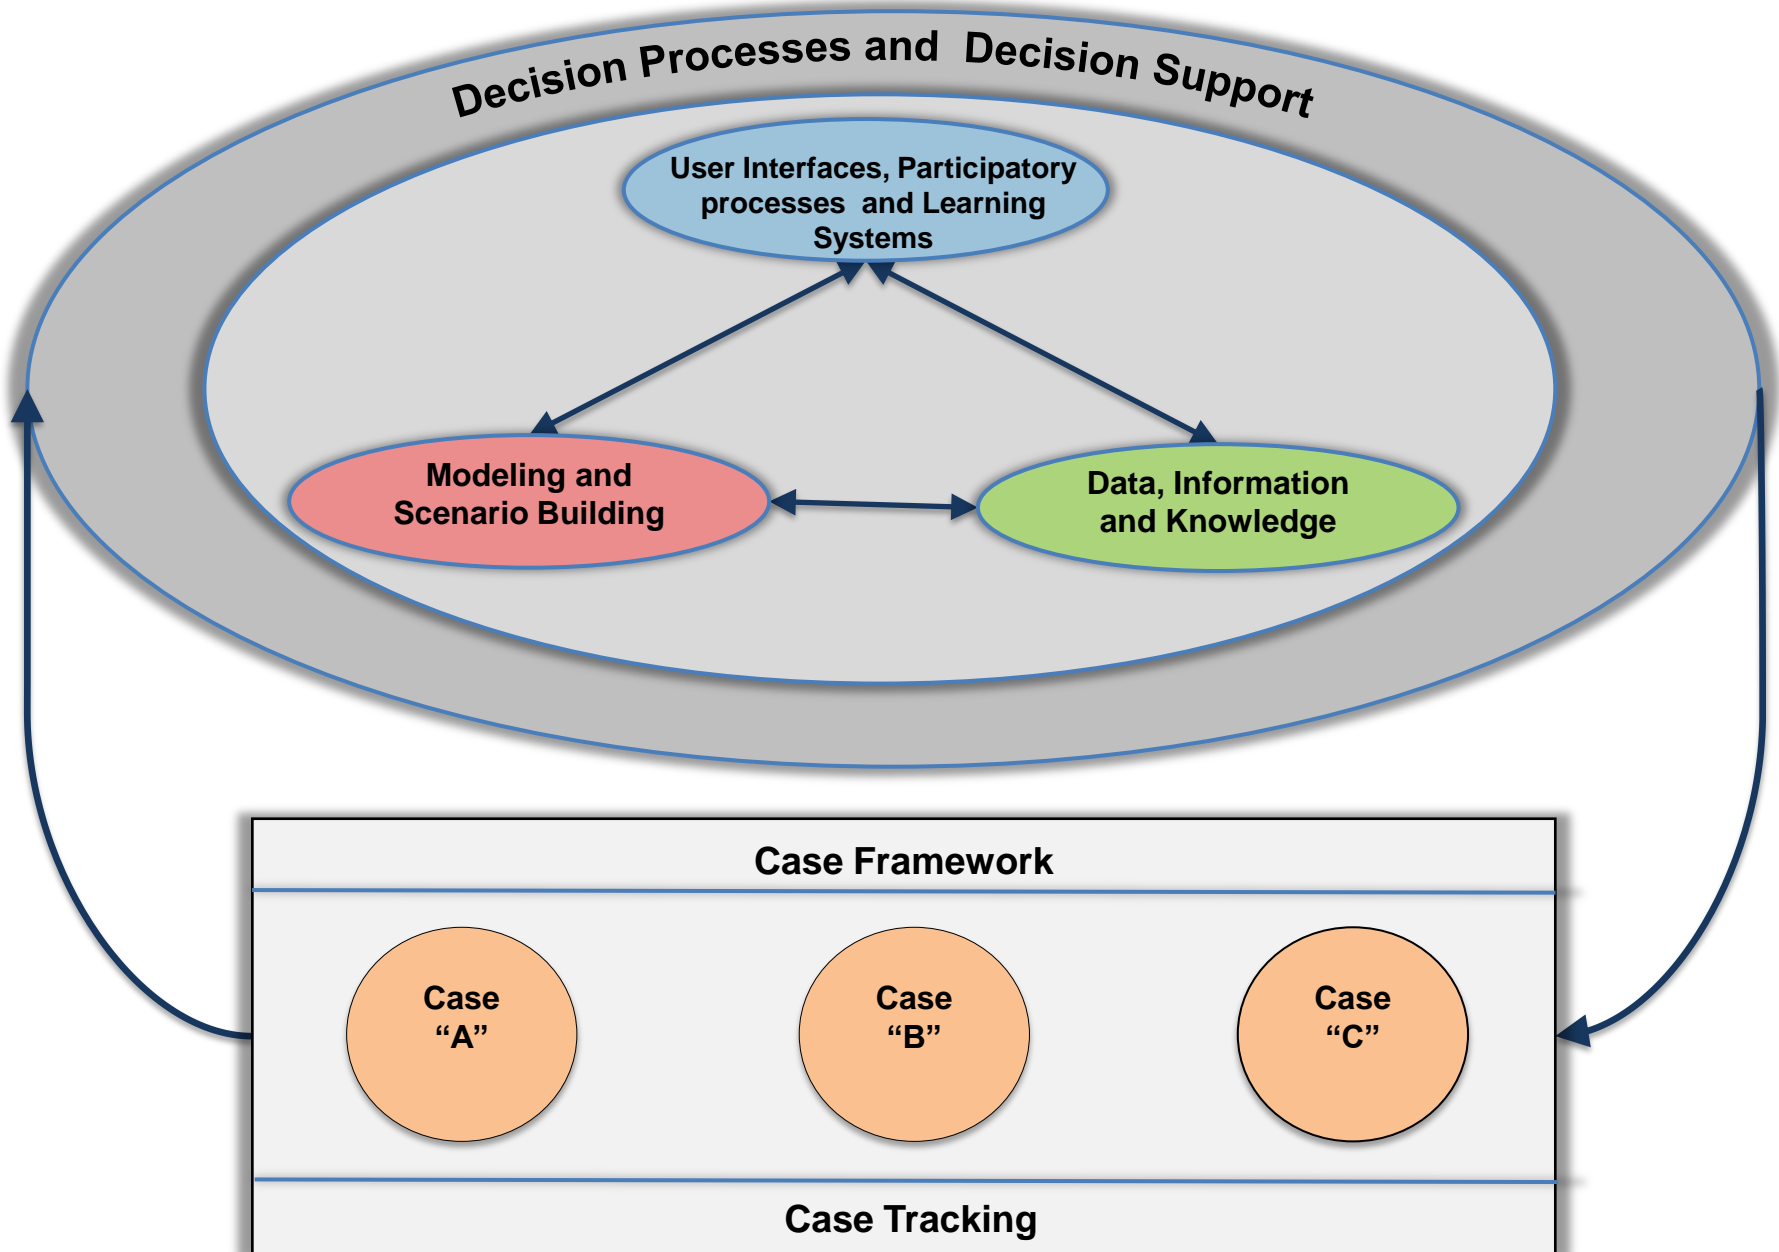 Decision Processes and Decision Support
User Interfaces, Participatory
processes and Learning
Systems
Modeling and
Scenario Building
Data, Information
and Knowledge
Case Framework
Case
“A”
Case
“B”
Case
“C”
Case Tracking